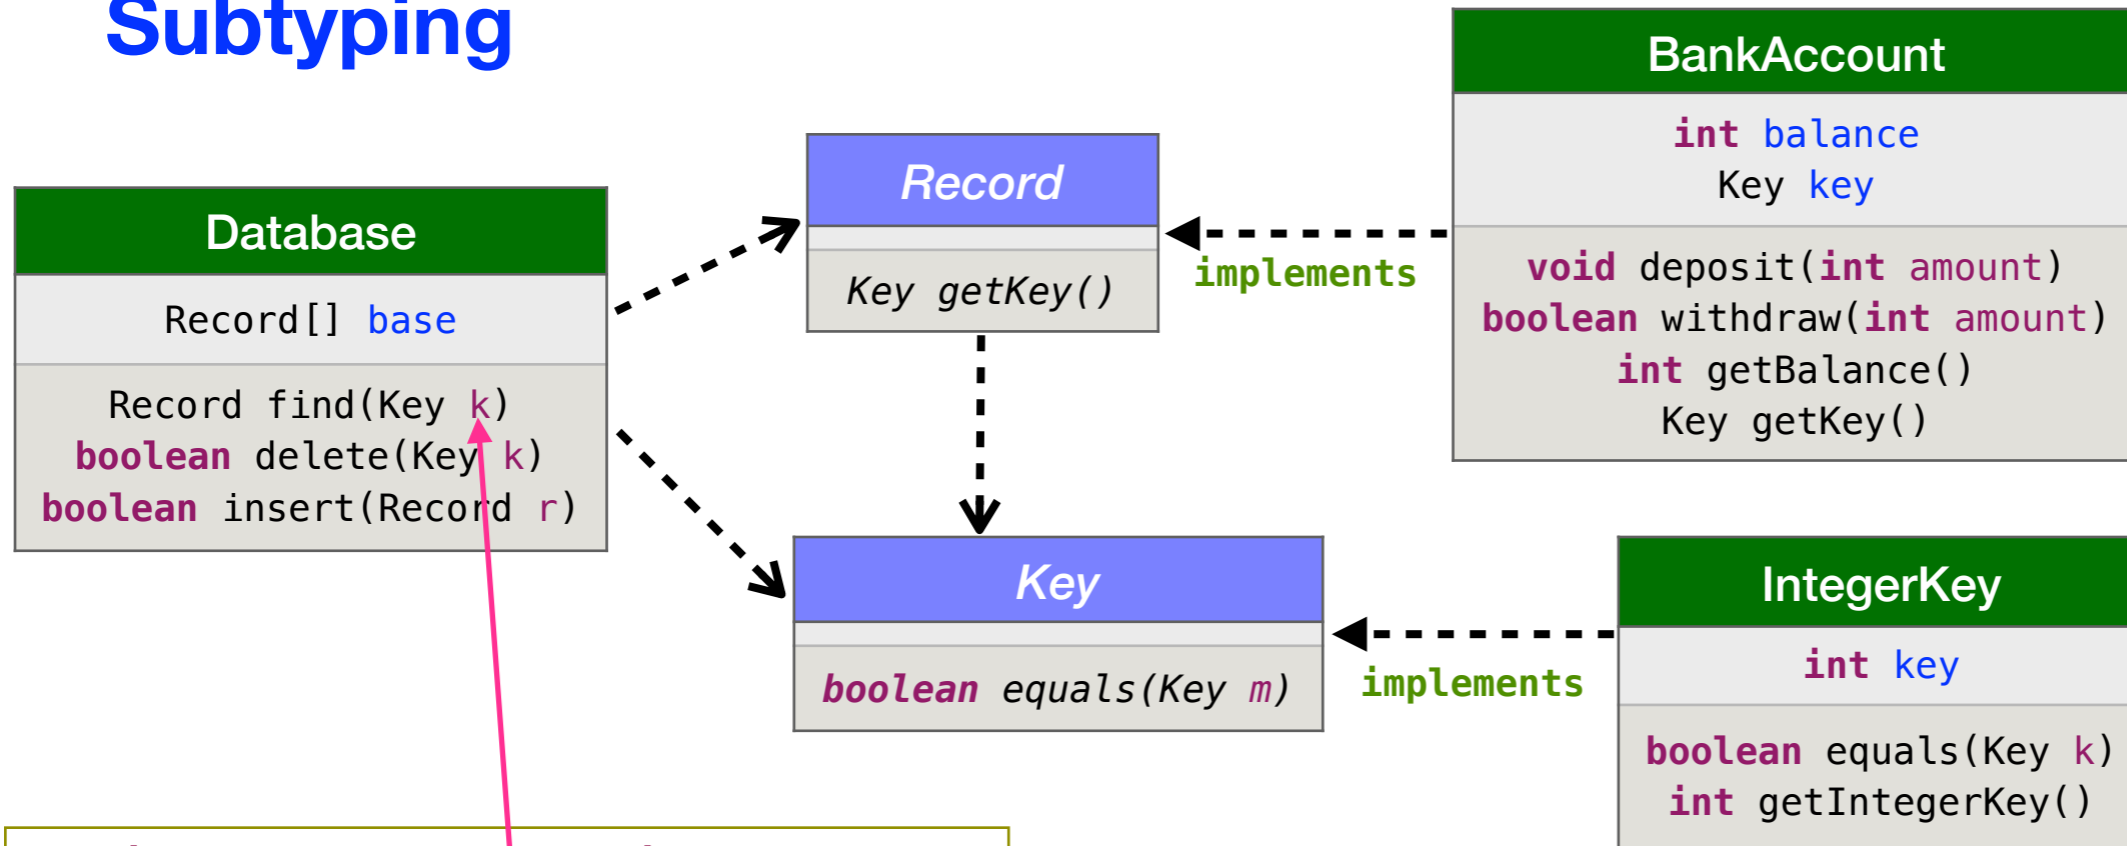 Subtyping
Database
Record[] base
Record find(Key k)
boolean delete(Key k)
boolean insert(Record r)
Record
Key getKey()
implements
BankAccount
int balance
Key key
void deposit(int amount)
boolean withdraw(int amount)
int getBalance()
Key getKey()
Key
boolean equals(Key m)
implements
IntegerKey
int key
boolean equals(Key k)
int getIntegerKey()